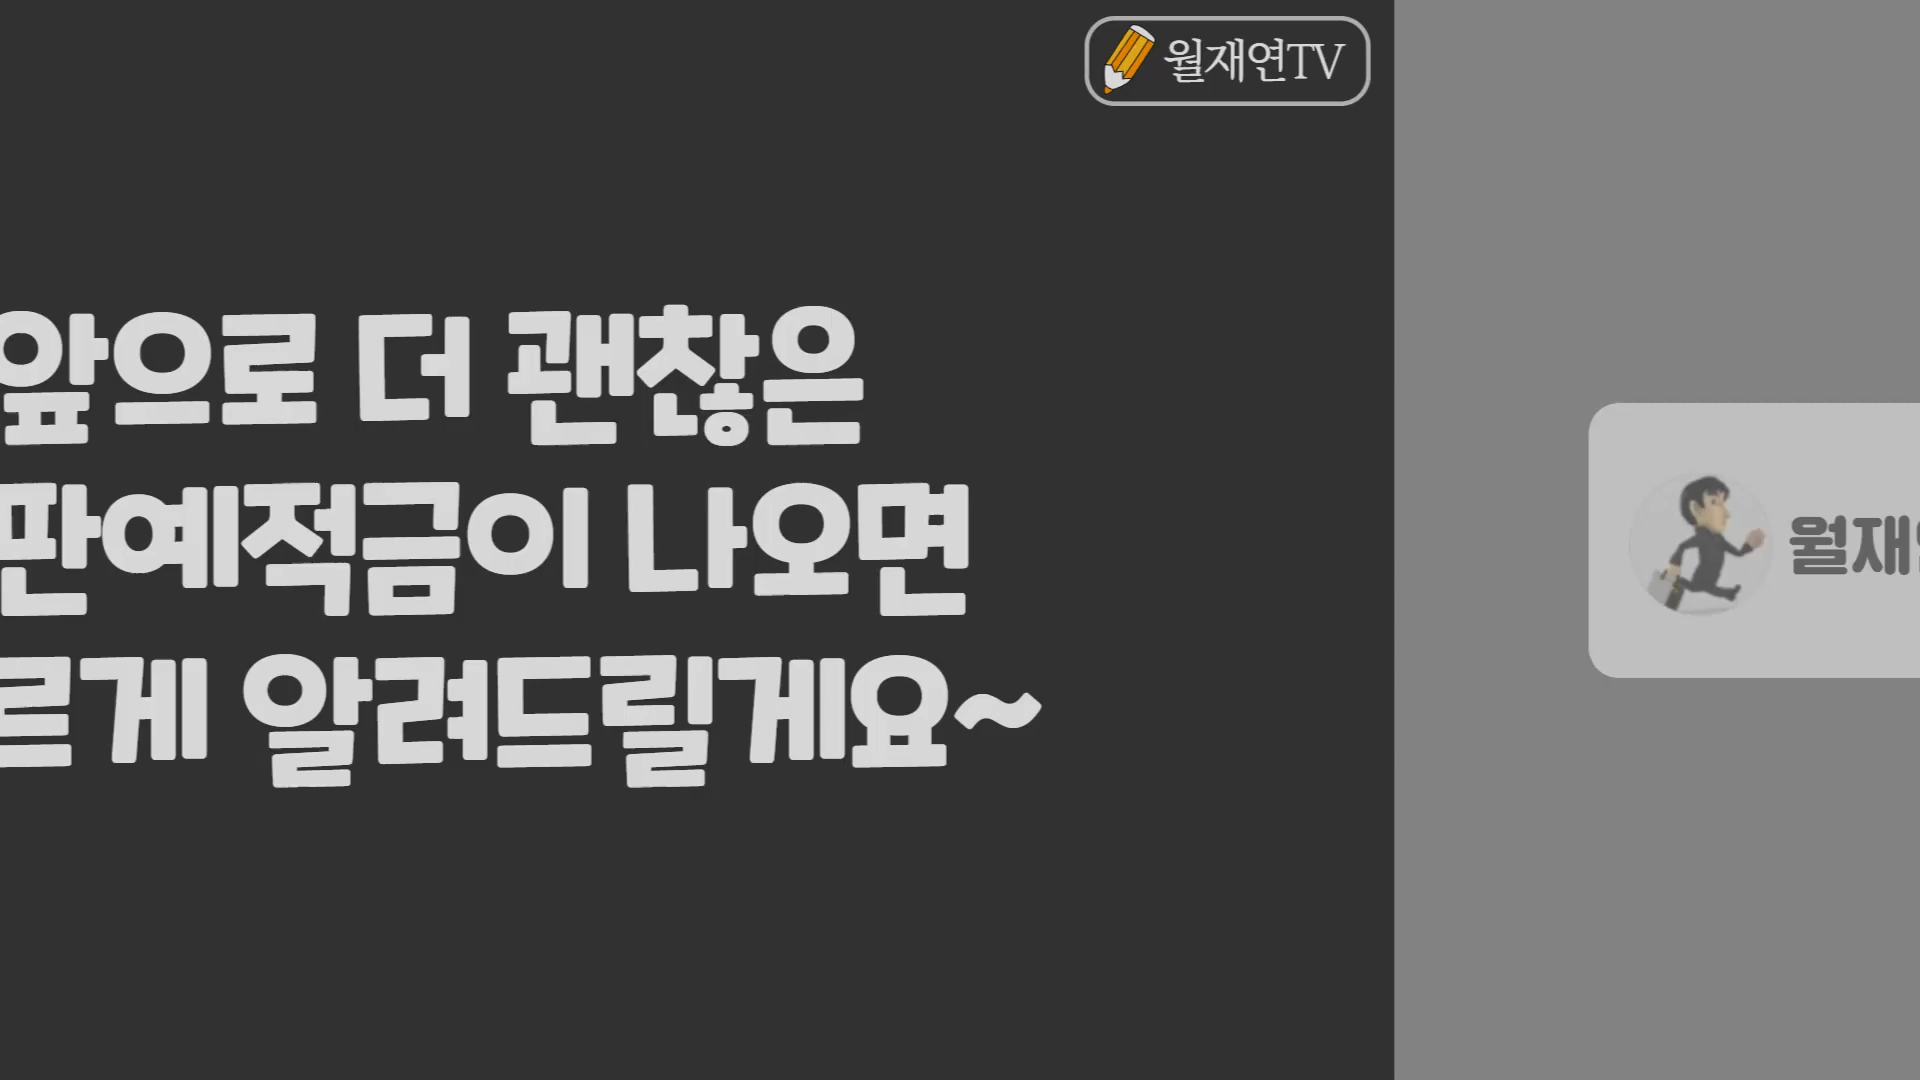 월재연TV
앞으로 더 괜찮은
판예적금이 나오면
르게 알려드릴게요~
월재